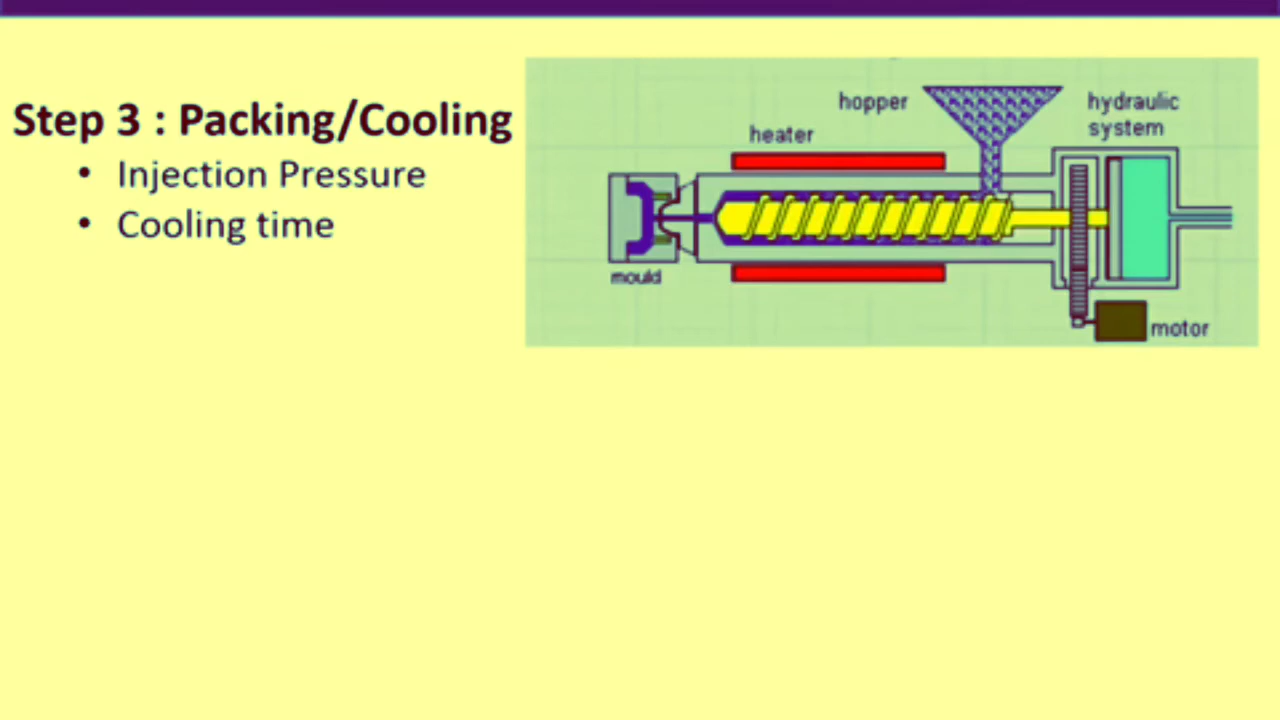 Step 3 : Packing/Cooling
• Injection Pressure
• Cooling time
hopper
hydraulic
system
heater
mould
motor